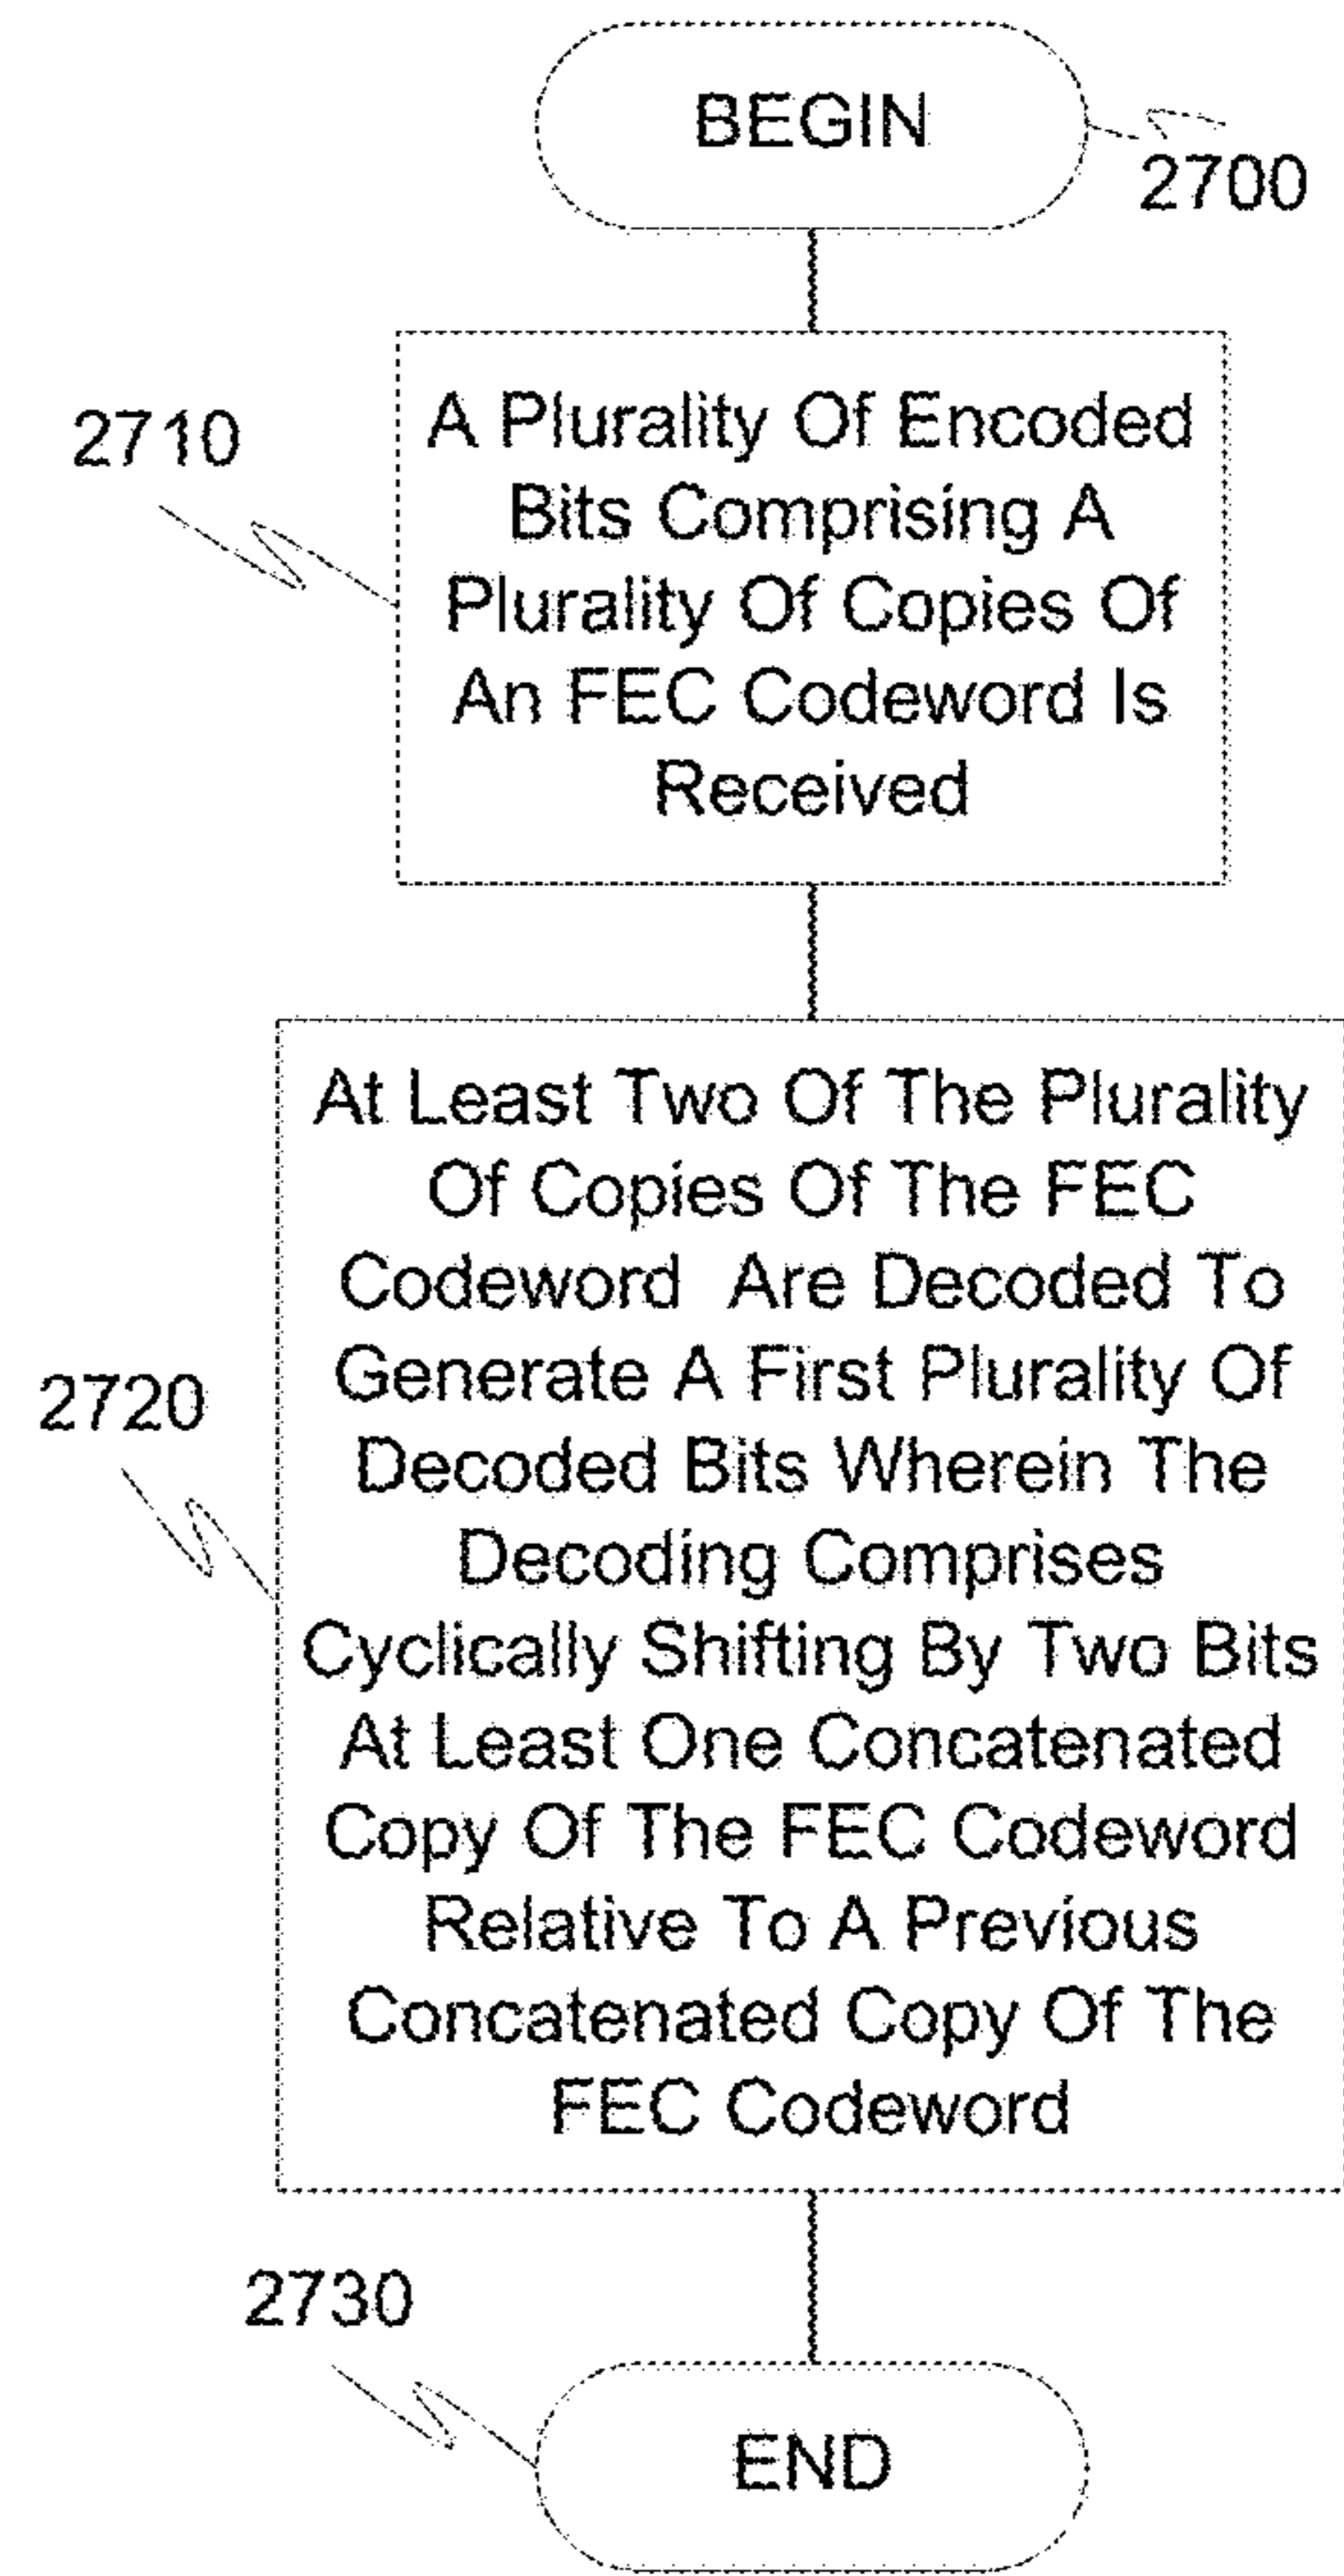 BEGIN
2700
2710
A Plurality Of Encoded
Bits Comprising A
Plurality Of Copies Of
An FEC Codeword Is
Received
2720
At Least Two Of The Plurality
Of Copies Of The FEC
Codeword Are Decoded To
Generate A First Plurality Of
Decoded Bits Wherein The
Decoding Comprises
Cyclically Shifting By Two Bits
At Least One Concatenated
Copy Of The FEC Codeword
Relative To A Previous
Concatenated Copy Of The
FEC Codeword
2730
END